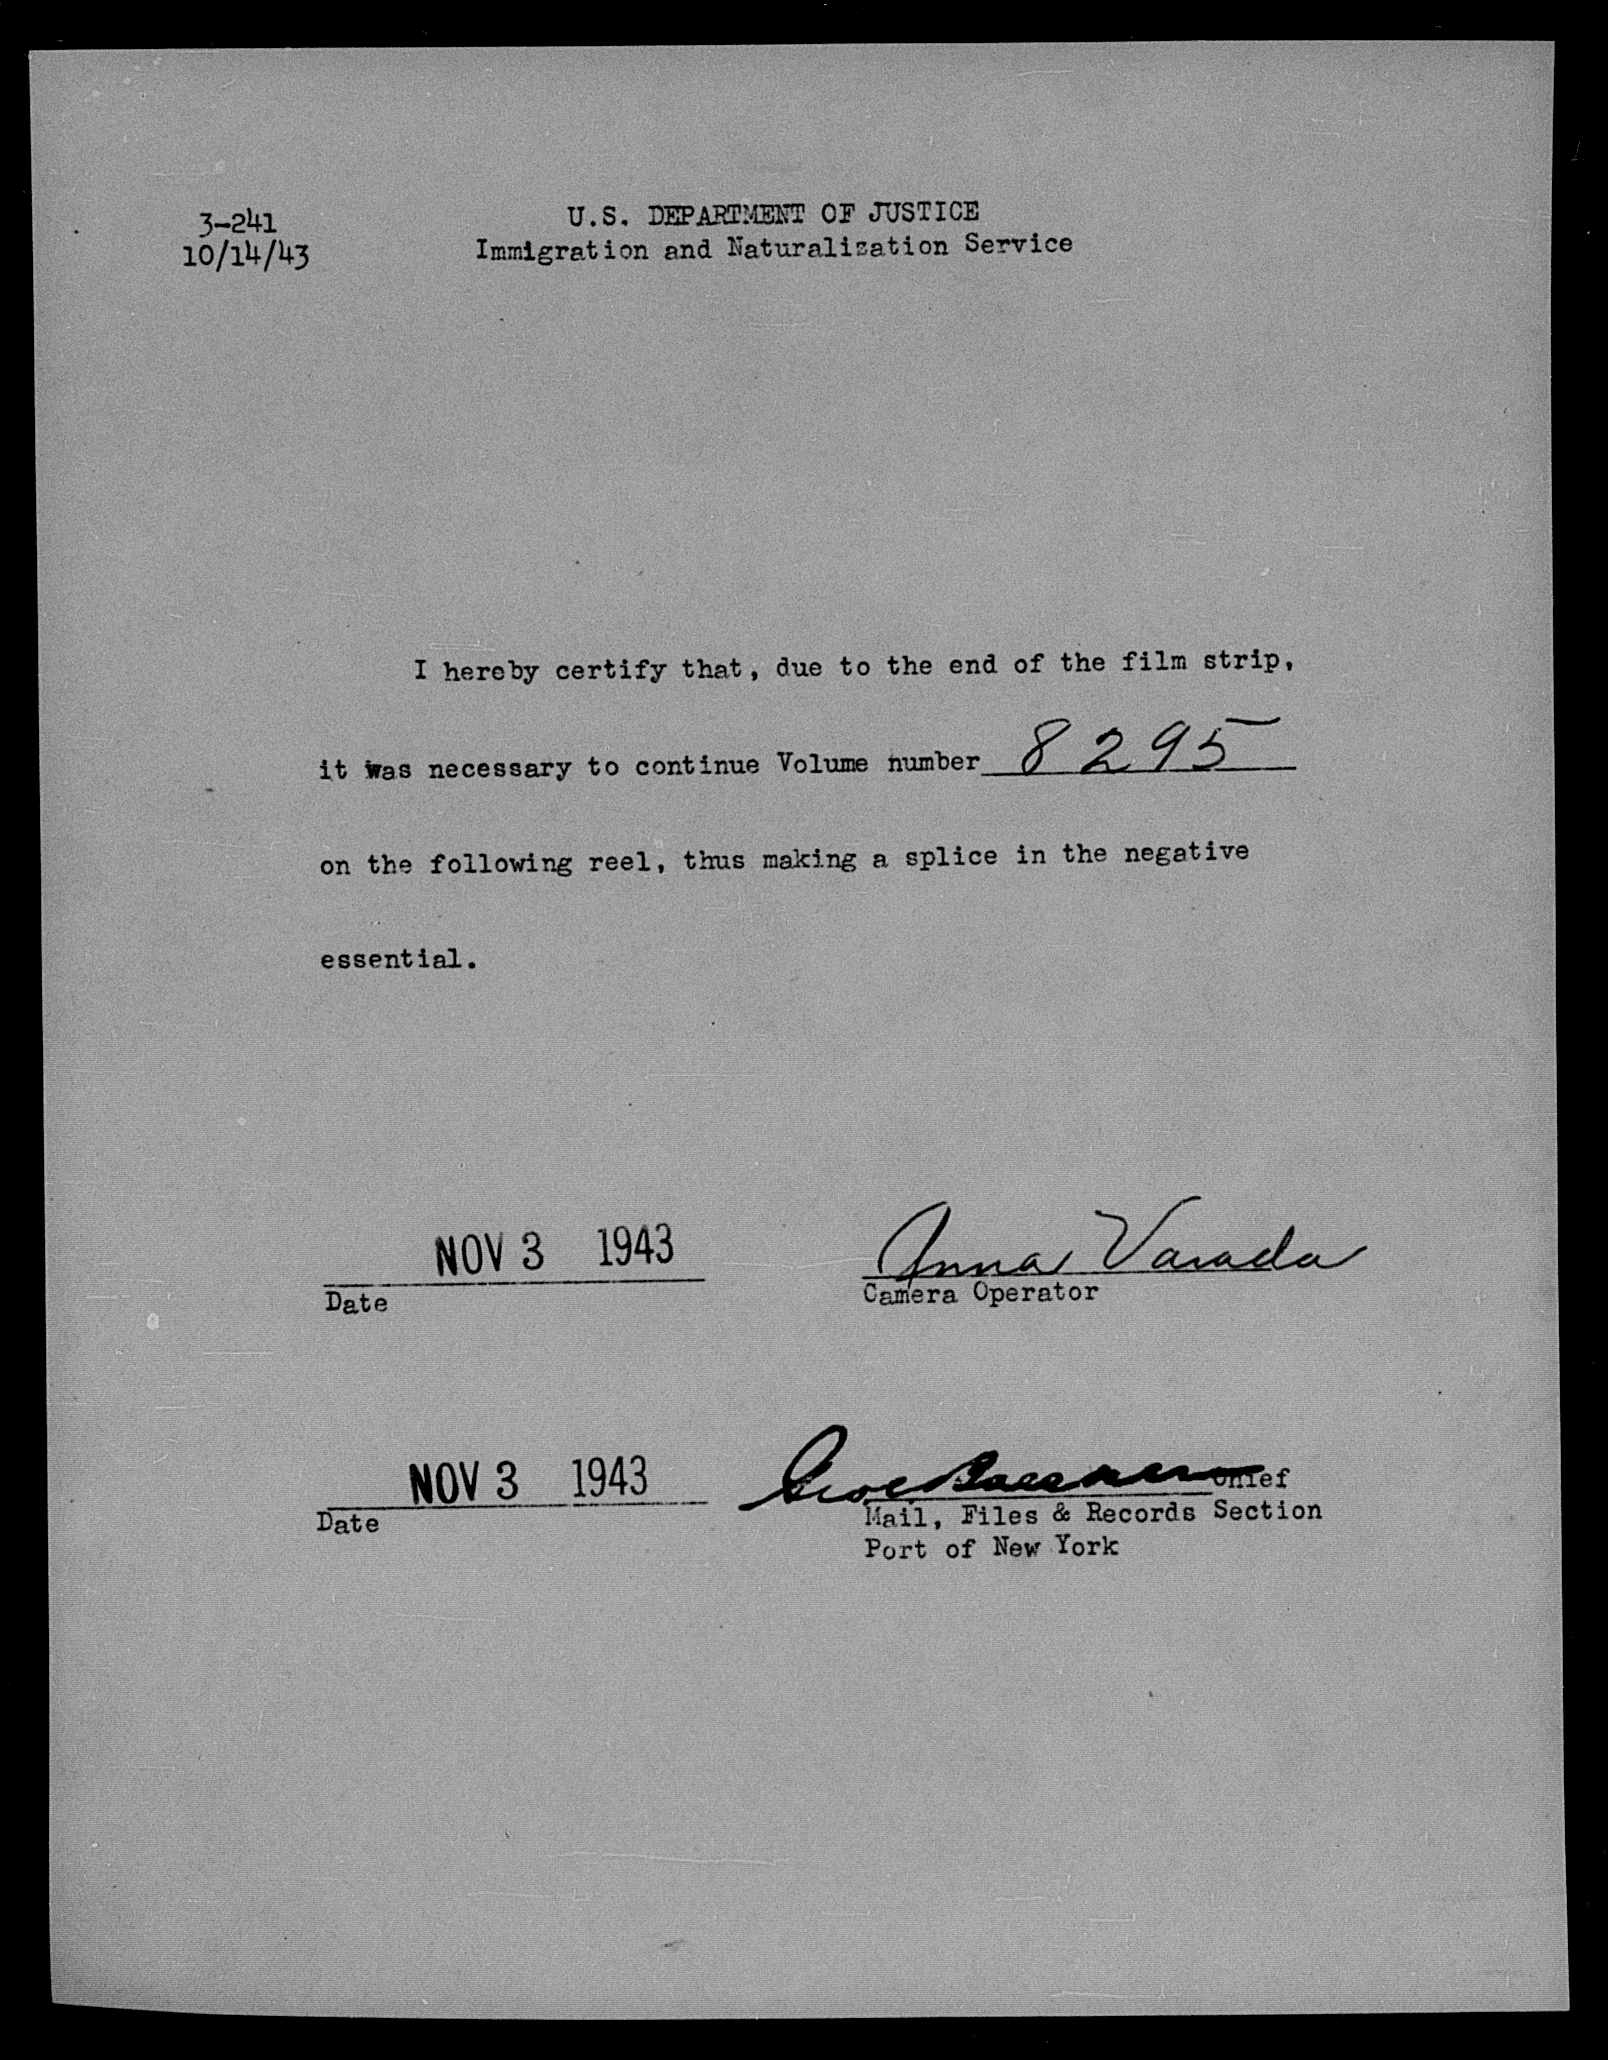 3-241
10/14/43
U.S. DEPARTMENT OF JUSTICE
Immigration and Naturalization Service
I hereby certify that, due to the end of the film strip,
it was necessary to continue Volume number 8295
on the following reel, thus making a splice in the negative
essential.
NOV 3 1943
Date
Anna Varada
Camera Operator
NOV 3 1943
Date
Chief
Mail, Files & Records Section
Port of New York